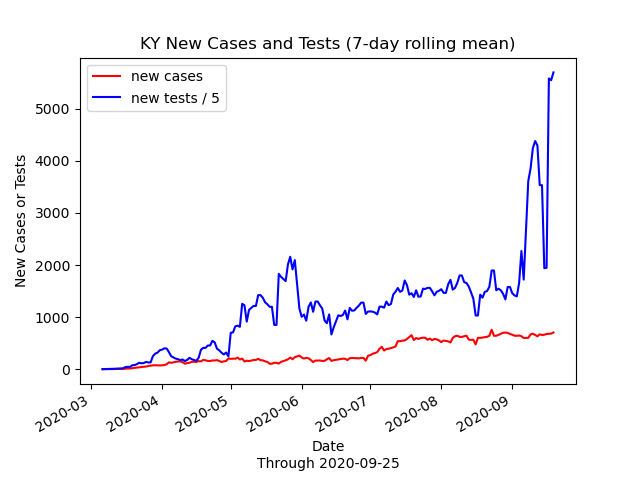 KY New Cases and Tests (7-day rolling mean)
new cases
new tests / 5
New Cases or Tests
5000
4000
3000
2000
1000
0
2020-03
2020-04
2020-05
2020-06
2020-07
2020-08
2020-09
Date
Through 2020-09-25